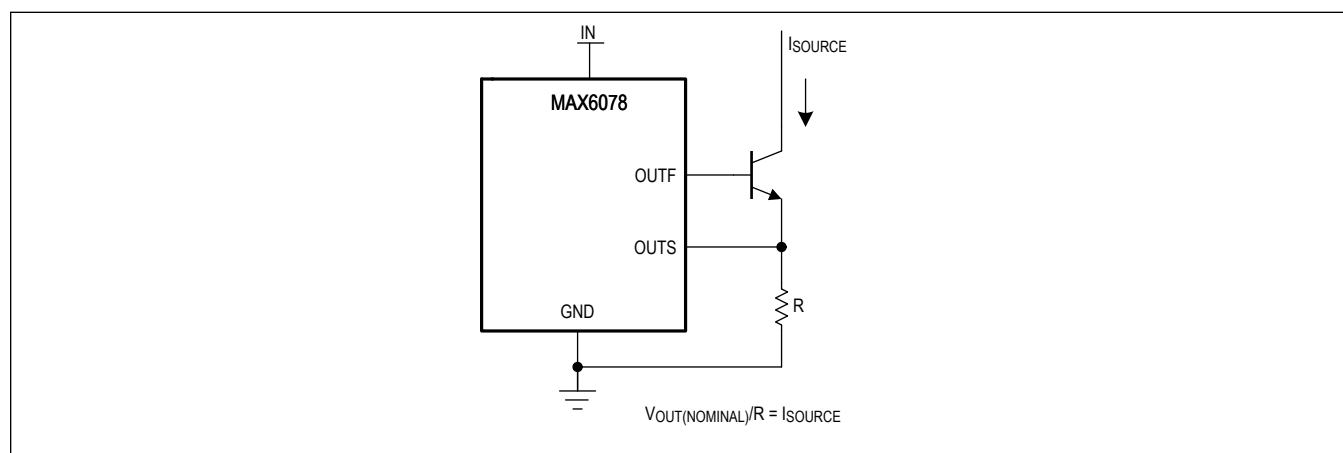 IN
ISOURCE
MAX6078
OUTF
OUTS
R
GND
VOUT(NOMINAL)/R = ISOURCE